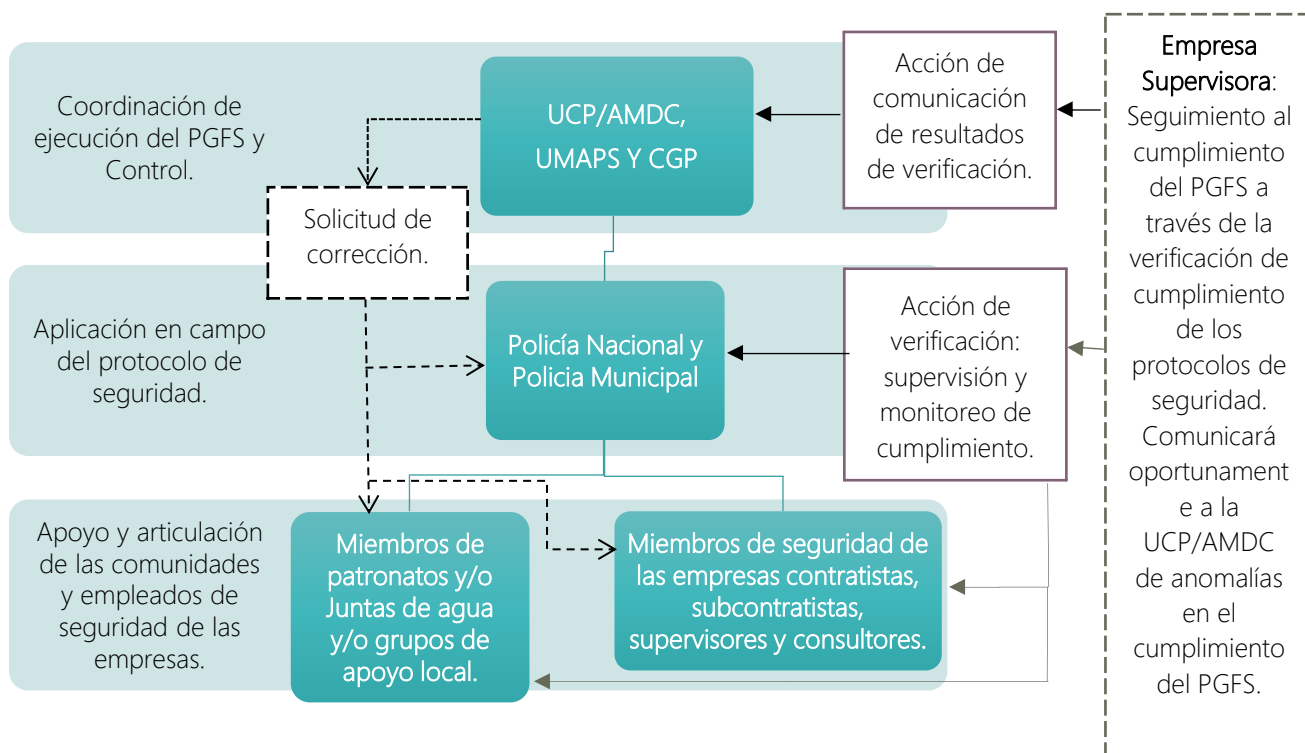 Coordinación de
ejecución del PGFS y
Control.
UCP/AMDC,
UMAPS Y CGP
Acción de
comunicación
de resultados
de verificación.
Solicitud de
corrección.
Aplicación en campo
del protocolo de
seguridad.
Policía Nacional y
Policia Municipal
Acción de
verificación:
supervisión y
monitoreo de
cumplimiento.
Apoyo y articulación
de las comunidades
y empleados de
seguridad de las
empresas.
Miembros de
patronatos y/o
Juntas de agua
y/o grupos de
apoyo local.
Miembros de seguridad de
las empresas contratistas,
subcontratistas,
supervisores y consultores.
Empresa
Supervisora:
Seguimiento al
cumplimiento
del PGFS a
través de la
verificación de
cumplimiento
de los
protocolos de
seguridad.
Comunicará
oportunament
e a la
UCP/AMDC
de anomalías
en el
cumplimiento
del PGFS.